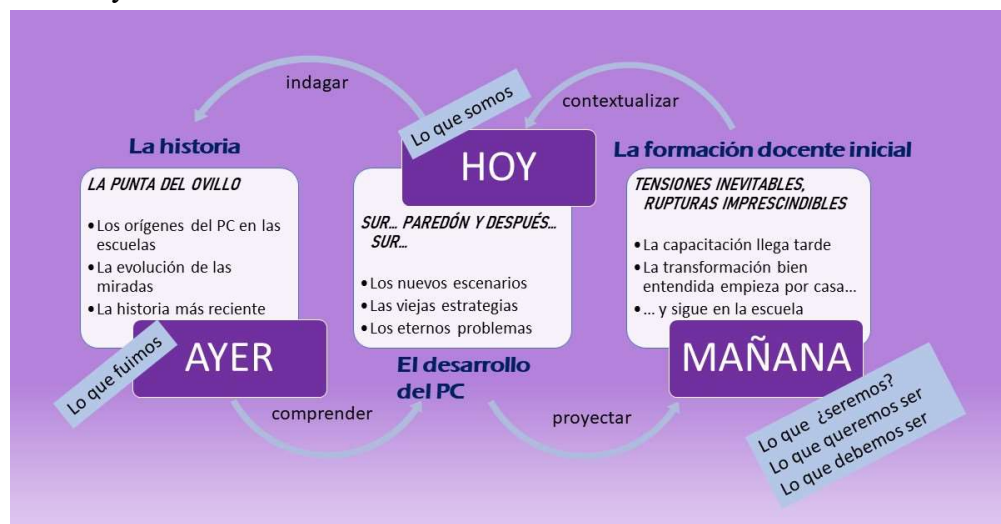 indagar
contextualizar
Lo que somos
La historia
HOY
La formación docente inicial
LA PUNTA DEL OVILLO
• Los orígenes del PC en las
escuelas
• La evolución de las
miradas
• La historia más reciente
AYER
Lo que fuimos
SUR... PAREDÓN Y DESPUÉS...
SUR...
• Los nuevos escenarios
• Las viejas estrategias
• Los eternos problemas
El desarrollo
del PC
TENSIONES INEVITABLES,
RUPTURAS IMPRESCINDIBLES
• La capacitación llega tarde
• La transformación bien
entendida empieza por casa...
• ... y sigue en la escuela
MAÑANA
comprender
proyectar
Lo que ¿seremos?
Lo que queremos ser
Lo que debemos ser